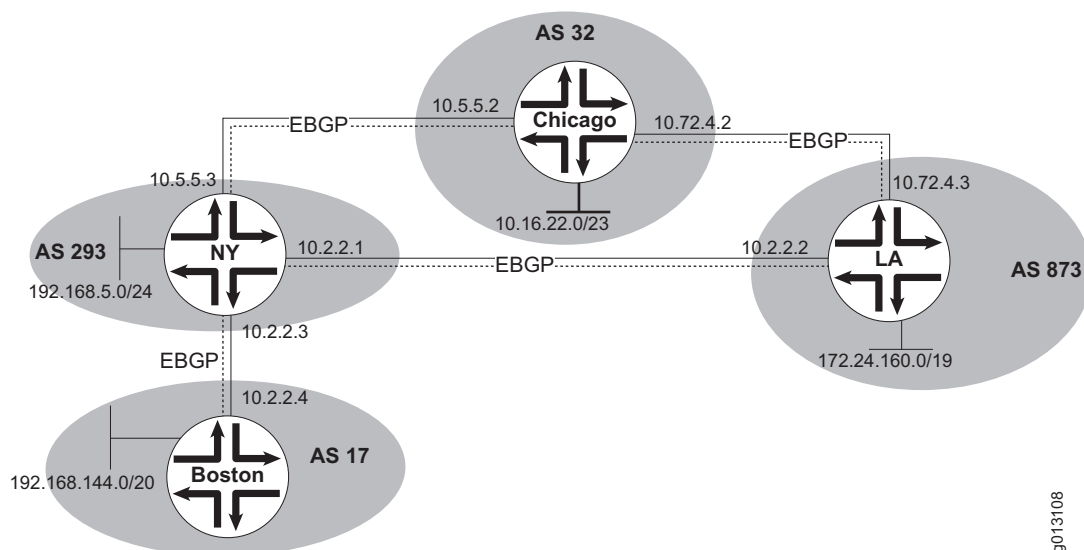 AS 32
10.5.5.2
Chicago
10.72.4.2
EBGP
EBGP
10.5.5.3
10.72.4.3
10.16.22.0/23
AS 293
NY
10.2.2.1
10.2.2.2
LA
AS 873
EBGP
192.168.5.0/24
10.2.2.3
EBGP
172.24.160.0/19
10.2.2.4
AS 17
Boston
192.168.144.0/20
g013108